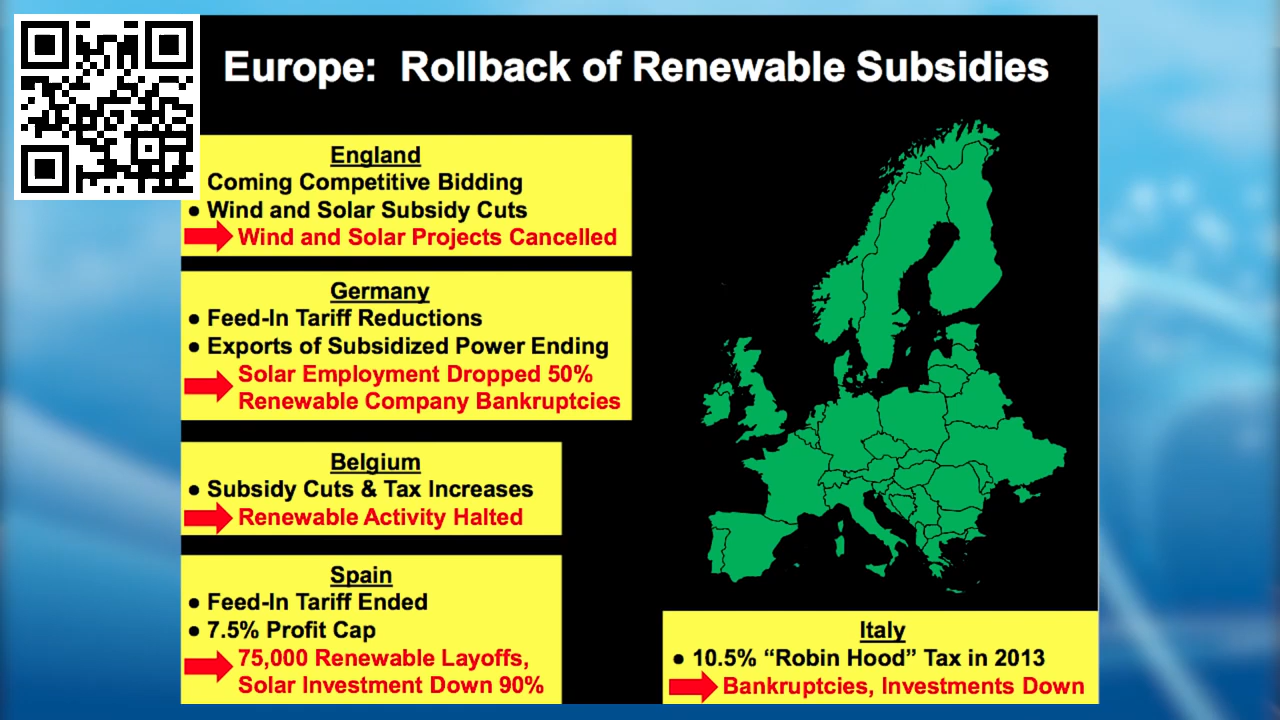 Europe: Rollback of Renewable Subsidies
England
Coming Competitive Bidding
● Wind and Solar Subsidy Cuts
Wind and Solar Projects Cancelled
Germany
● Feed-In Tariff Reductions
● Exports of Subsidized Power Ending
Solar Employment Dropped 50%
Renewable Company Bankruptcies
Belgium
● Subsidy Cuts & Tax Increases
Renewable Activity Halted
Spain
● Feed-In Tariff Ended
● 7.5% Profit Cap
75,000 Renewable Layoffs,
Solar Investment Down 90%
Italy
● 10.5% “Robin Hood” Tax in 2013
Bankruptcies, Investments Down